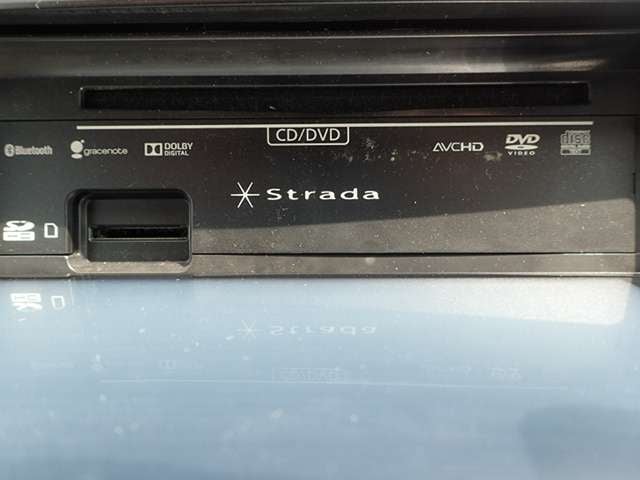 CD/DVD
Bluetooth
gracenote
DOLBY
DIGITAL
AVCHD
DVD
VIDEO
Strada